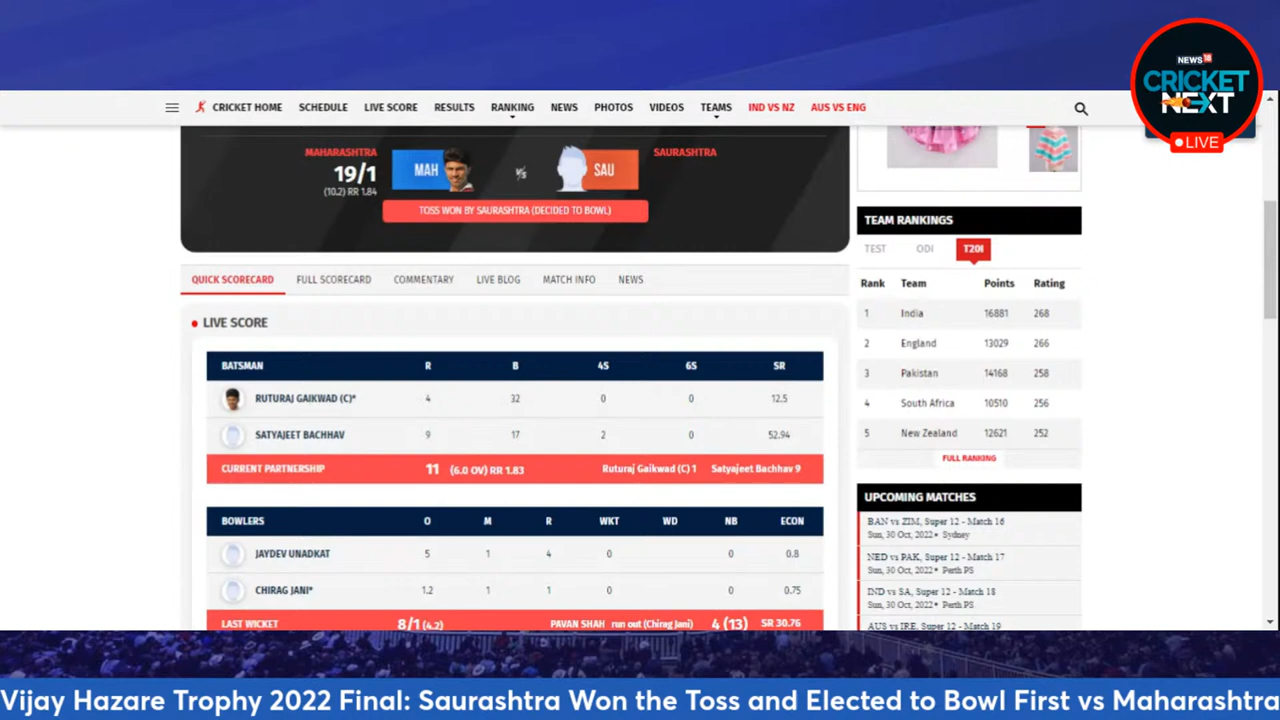 NEWS18
CRICKET
NEXT
LIVE
CRICKET HOME SCHEDULE LIVE SCORE RESULTS RANKING NEWS PHOTOS VIDEOS TEAMS IND VS NZ AUS VS ENG
MAHARASHTRA
19/1
(10.2) RR 1.84
MAH
VS
SAU
SAURASHTRA
TOSS WON BY SAURASHTRA (DECIDED TO BOWL)
QUICK SCORECARD FULL SCORECARD COMMENTARY LIVE BLOG MATCH INFO NEWS
LIVE SCORE
BATSMAN R B 4S 6S SR
RUTURAJ GAIKWAD (C)* 4 32 0 0 12.5
SATYAJEET BACHHAV 9 17 2 0 52.94
CURRENT PARTNERSHIP 11 (6.0 OV) RR 1.83 Ruturaj Gaikwad (C) 1 Satyajeet Bachhav 9
BOWLERS O M R WKT WD NB ECON
JAYDEV UNADKAT 5 1 4 0 0 0.8
CHIRAG JANI* 1.2 1 1 0 0 0.75
LAST WICKET 8/1 (4.2) PAVAN SHAH run out (Chirag Jani) 4 (13) SR 30.76
TEAM RANKINGS
TEST ODI T20I
Rank Team Points Rating
1 India 16881 268
2 England 13029 266
3 Pakistan 14168 258
4 South Africa 10510 256
5 New Zealand 12621 252
FULL RANKING
UPCOMING MATCHES
BAN vs ZIM, Super 12 - Match 16
Sun, 30 Oct, 2022• Sydney
NED vs PAK, Super 12 - Match 17
Sun, 30 Oct, 2022• Perth PS
IND vs SA, Super 12 - Match 18
Sun, 30 Oct, 2022• Perth PS
AUS vs IRE, Super 12 - Match 19
Vijay Hazare Trophy 2022 Final: Saurashtra Won the Toss and Elected to Bowl First vs Maharashtra